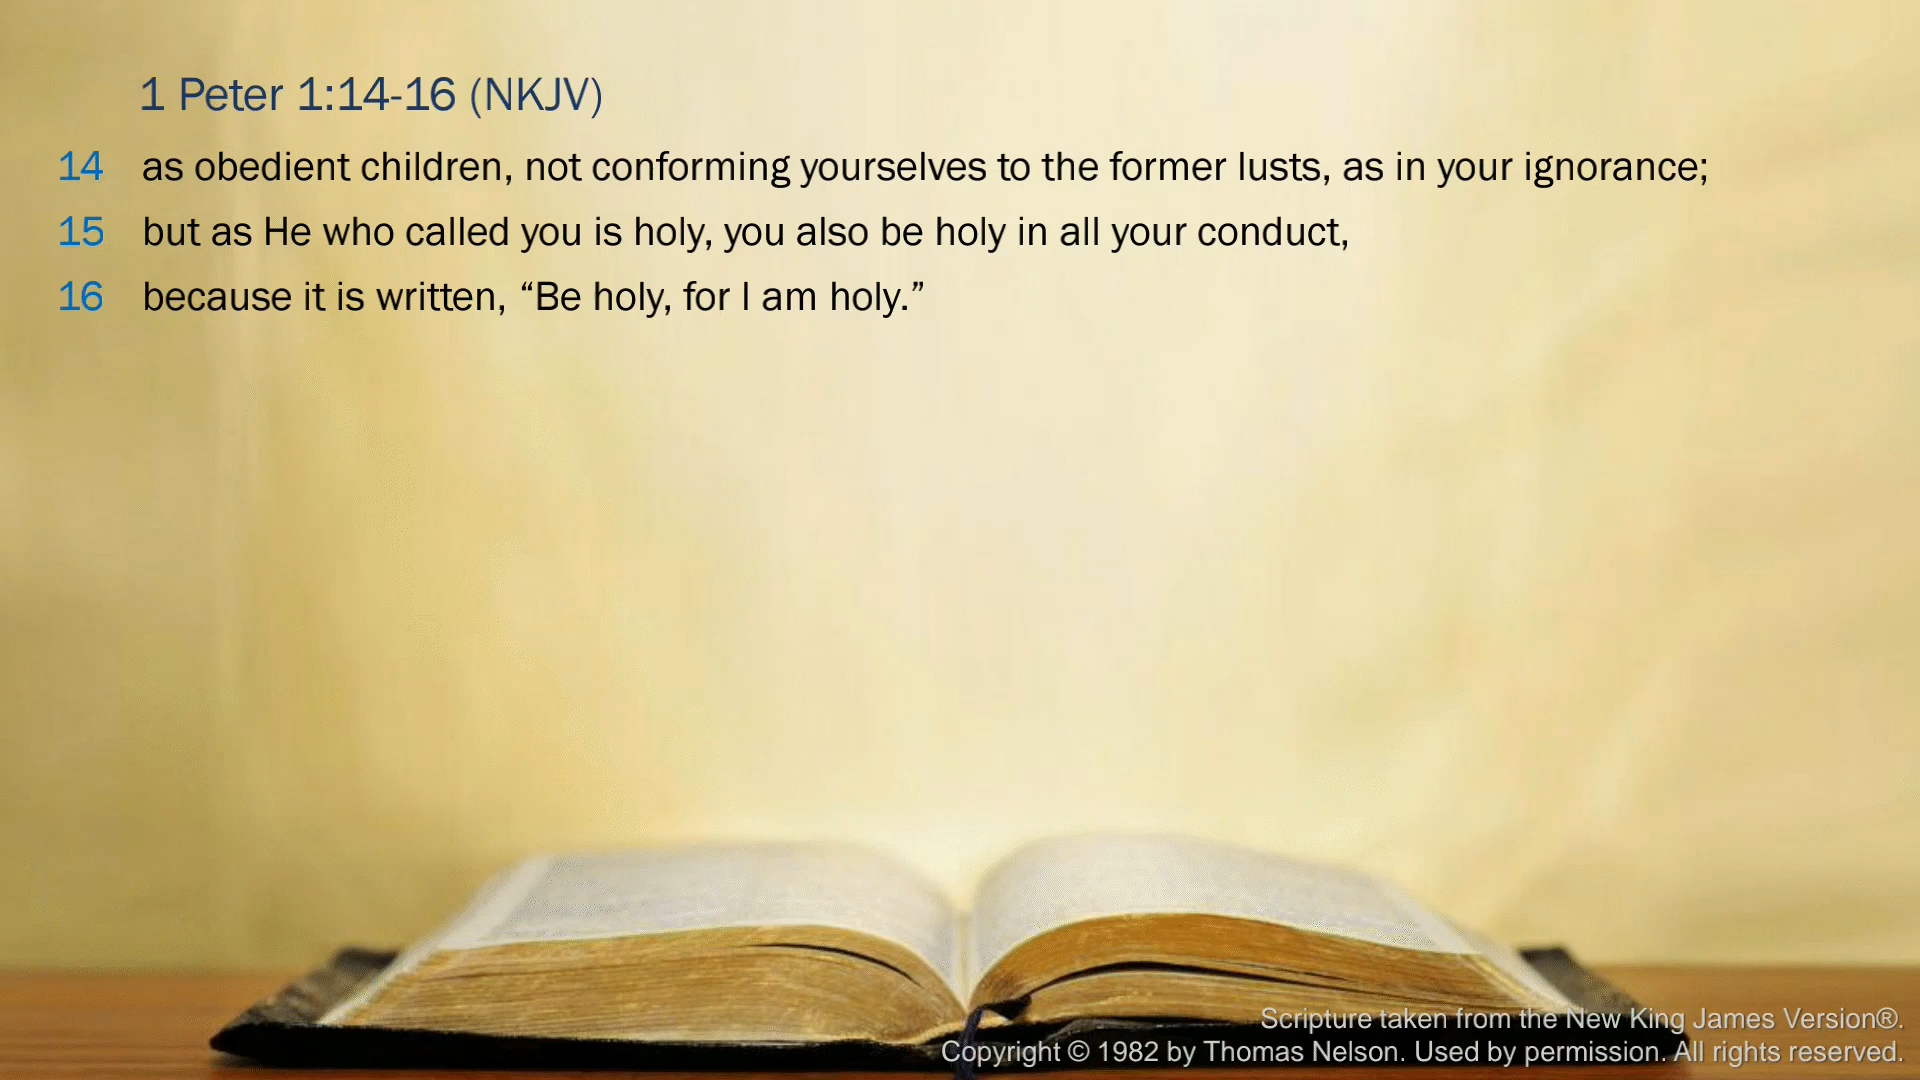 1 Peter 1:14-16 (NKJV)
14 as obedient children, not conforming yourselves to the former lusts, as in your ignorance;
15 but as He who called you is holy, you also be holy in all your conduct,
16 because it is written, “Be holy, for I am holy.”
Scripture taken from the New King James Version®.
Copyright © 1982 by Thomas Nelson. Used by permission. All rights reserved.